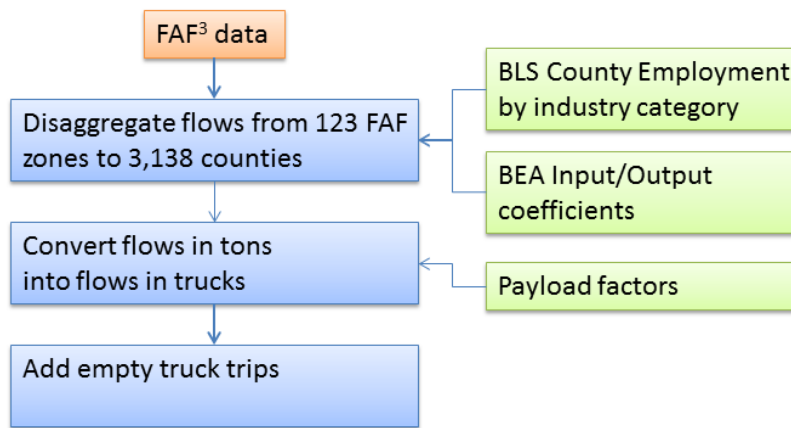 FAF³ data
BLS County Employment
by industry category
Disaggregate flows from 123 FAF
zones to 3,138 counties
BEA Input/Output
coefficients
Convert flows in tons
into flows in trucks
Payload factors
Add empty truck trips